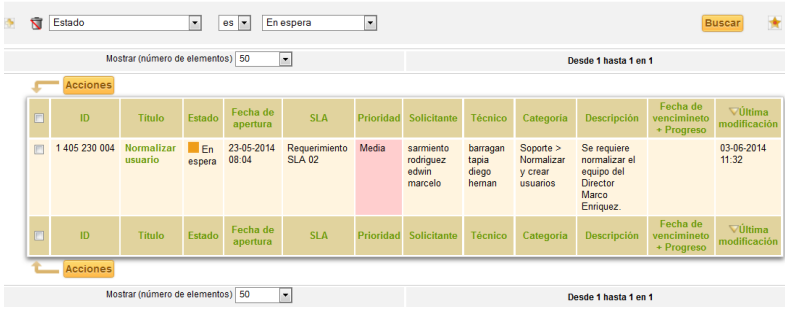 Estado es En espera Buscar
Mostrar (número de elementos) 50 Desde 1 hasta 1 en 1
Acciones
ID Título Estado Fecha de apertura SLA Prioridad Solicitante Técnico Categoría Descripción Fecha de vencimineto + Progreso Última modificación
1 405 230 004 Normalizar usuario En espera 23-05-2014 08:04 Requerimiento SLA 02 Media sarmiento rodriguez edwin marcelo barragan tapia diego hernan Soporte > Normalizar y crear usuarios Se requiere normalizar el equipo del Director Marco Enriquez. 03-06-2014 11:32
ID Título Estado Fecha de apertura SLA Prioridad Solicitante Técnico Categoría Descripción Fecha de vencimineto + Progreso Última modificación
Acciones
Mostrar (número de elementos) 50 Desde 1 hasta 1 en 1